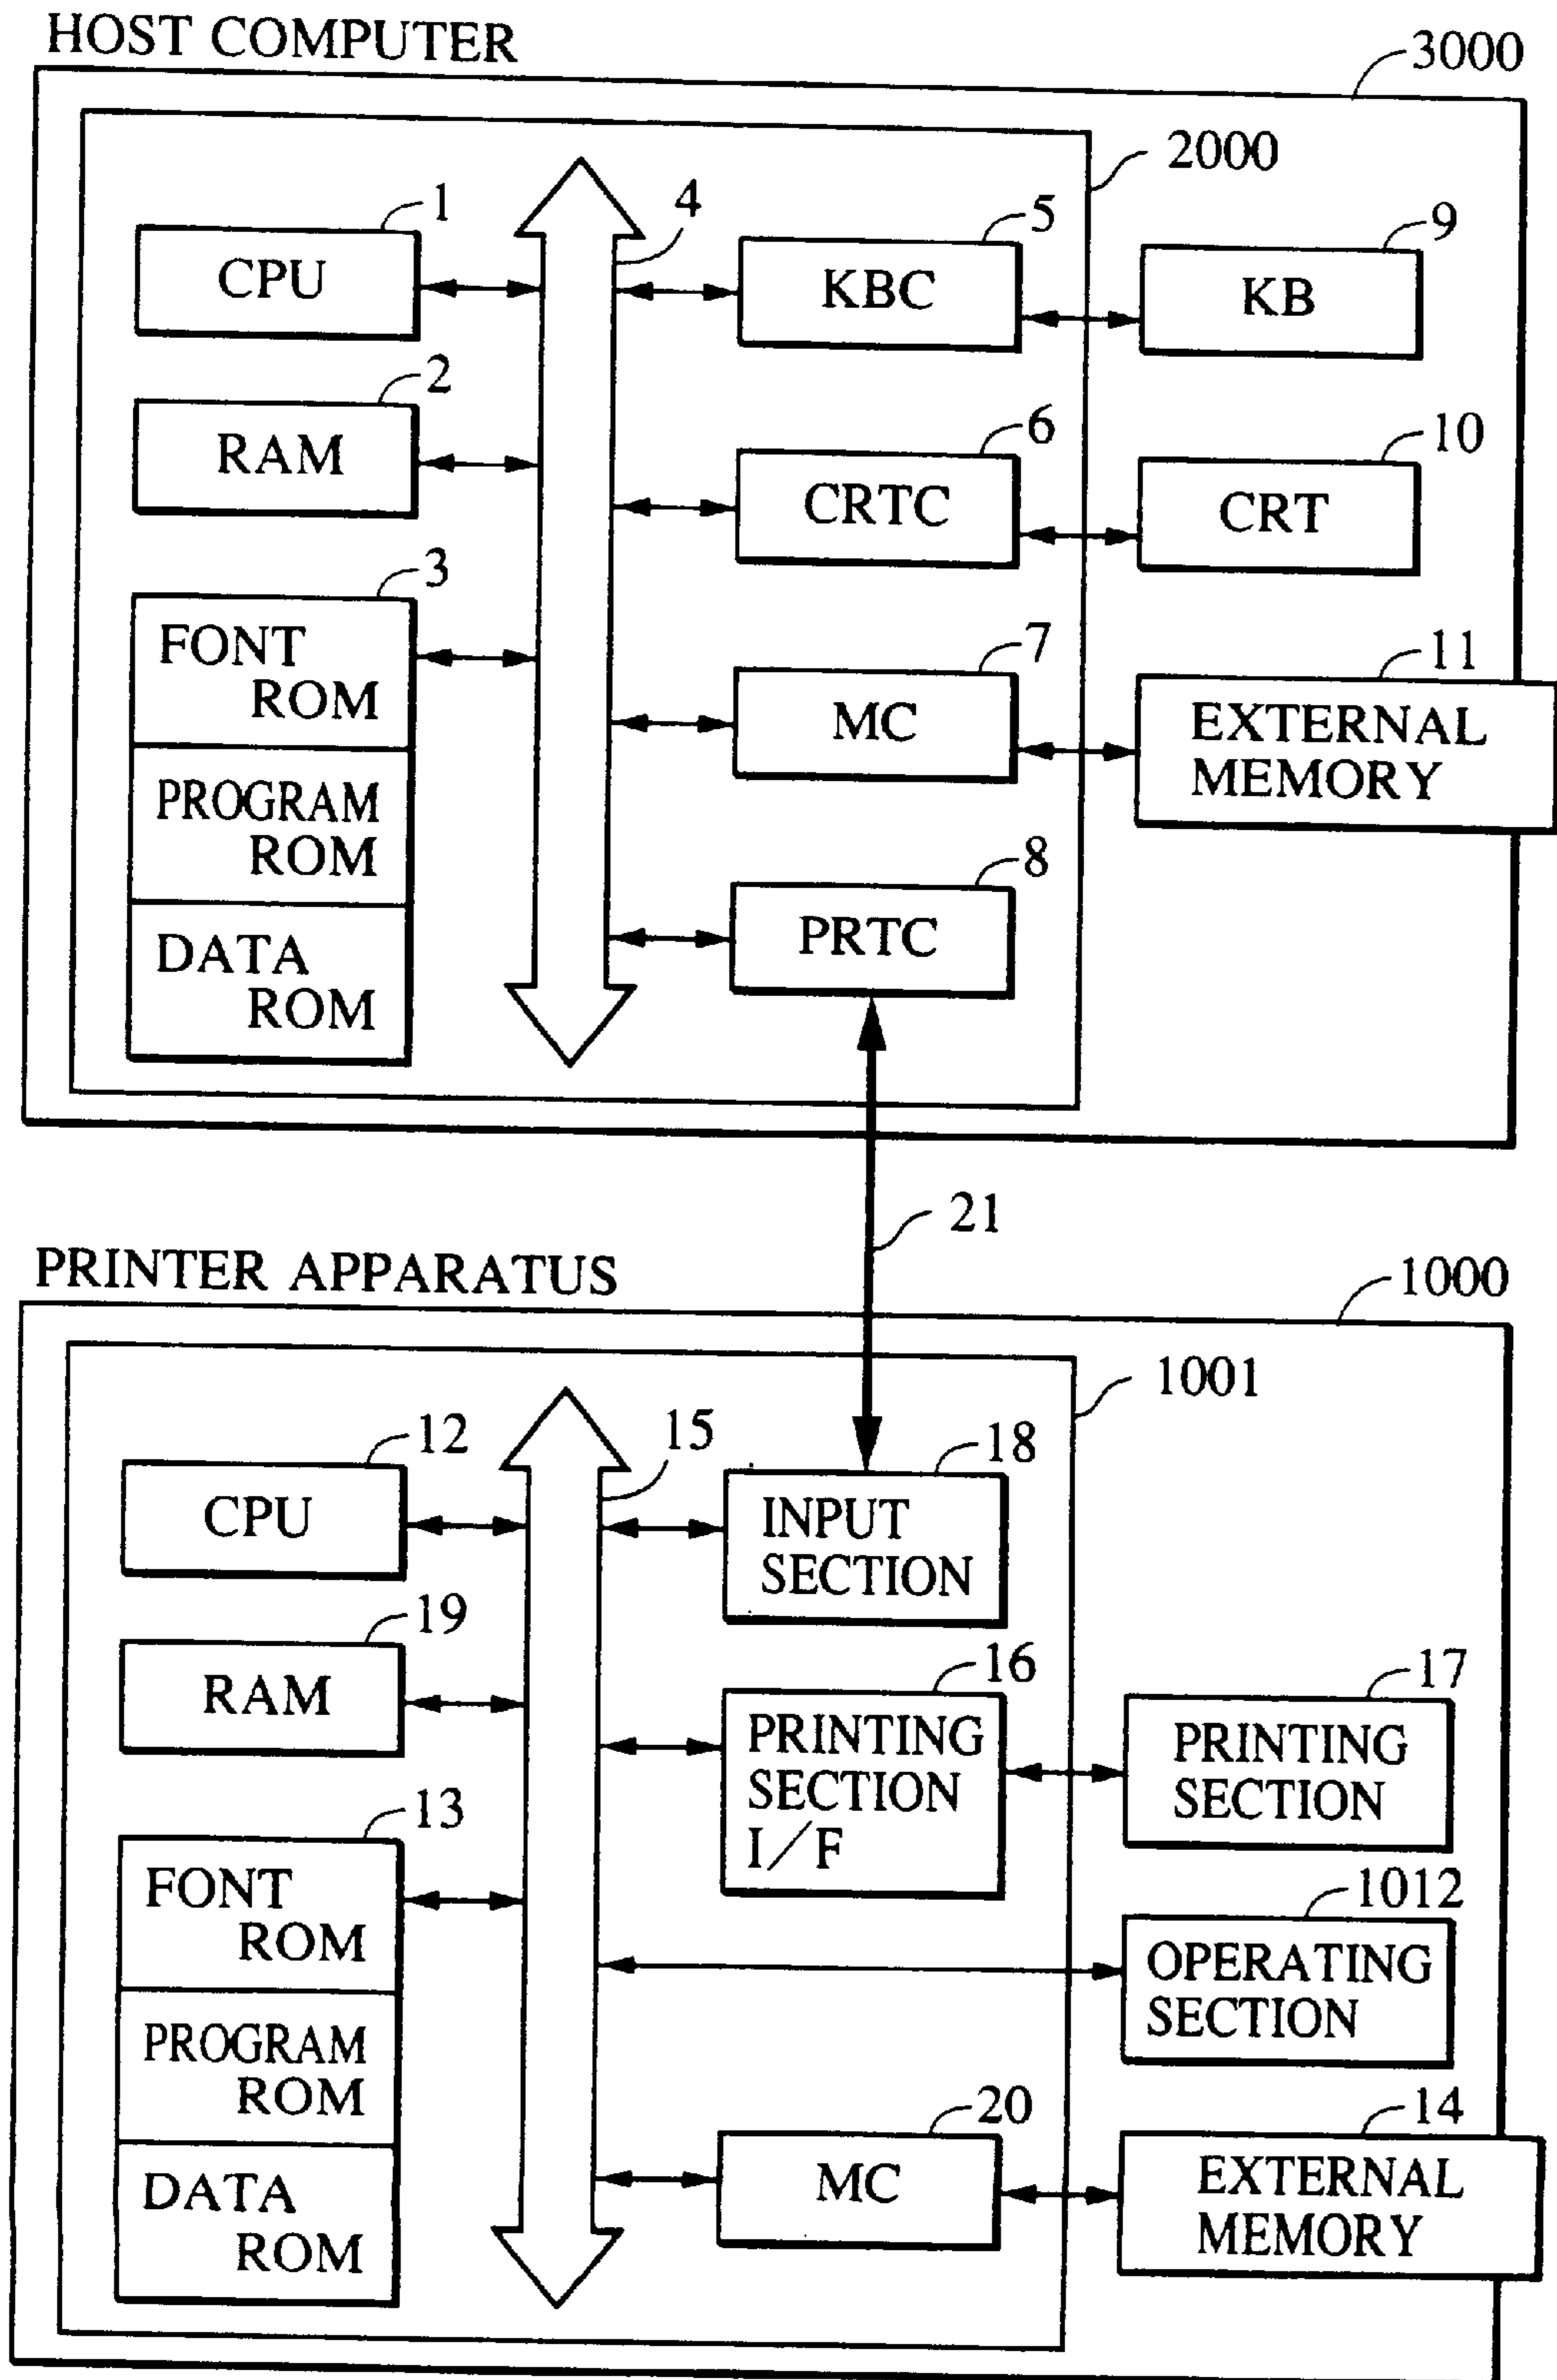 HOST COMPUTER
3000
2000
1
CPU
4
5
KBC
9
KB
2
RAM
6
CRTC
10
CRT
3
FONT
ROM
PROGRAM
ROM
DATA
ROM
7
MC
11
EXTERNAL
MEMORY
8
PRTC
21
PRINTER APPARATUS
1000
1001
12
CPU
15
18
INPUT
SECTION
19
RAM
16
PRINTING
SECTION
I/F
17
PRINTING
SECTION
13
FONT
ROM
PROGRAM
ROM
DATA
ROM
1012
OPERATING
SECTION
20
MC
14
EXTERNAL
MEMORY